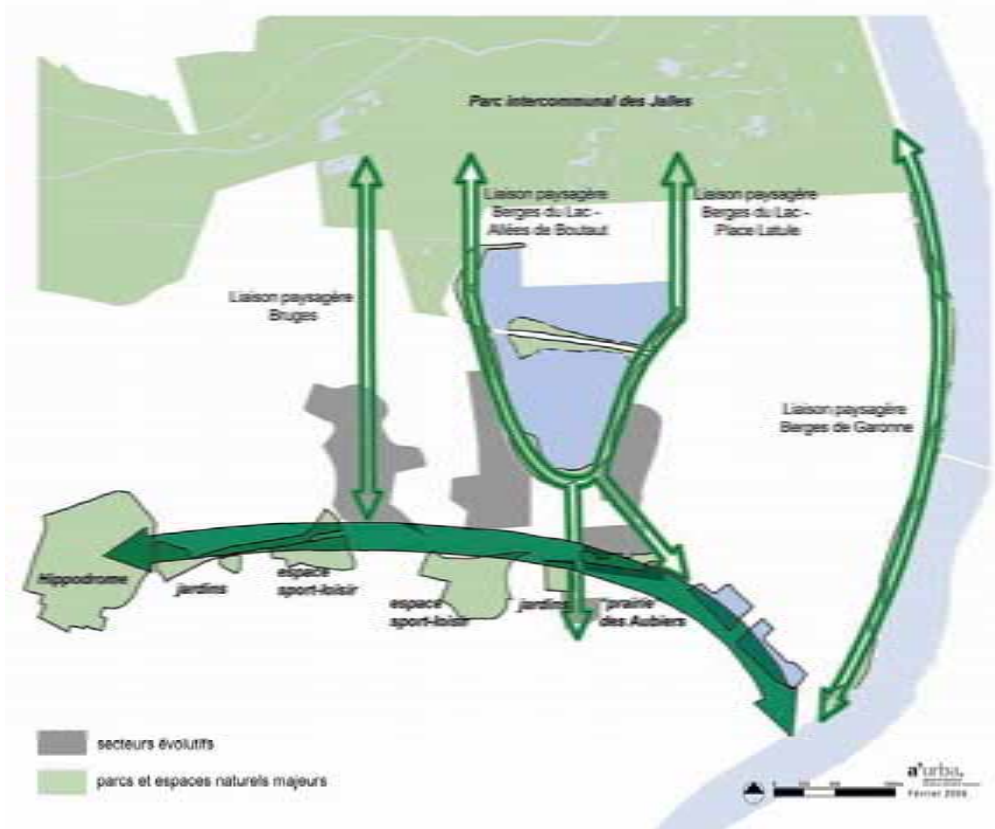 Parc intercommunal des Jalles
Liaison paysagère
Berges du Lac -
Allées de Boutaut
Liaison paysagère
Berges du Lac -
Place Latule
Liaison paysagère
Bruges
Liaison paysagère
Berges de Garonne
Hippodrome
jardins
espace
sport-loisir
espace
sport-loisir
jardins
prairie
des Aubiers
secteurs évolutifs
parcs et espaces naturels majeurs
a'urba.